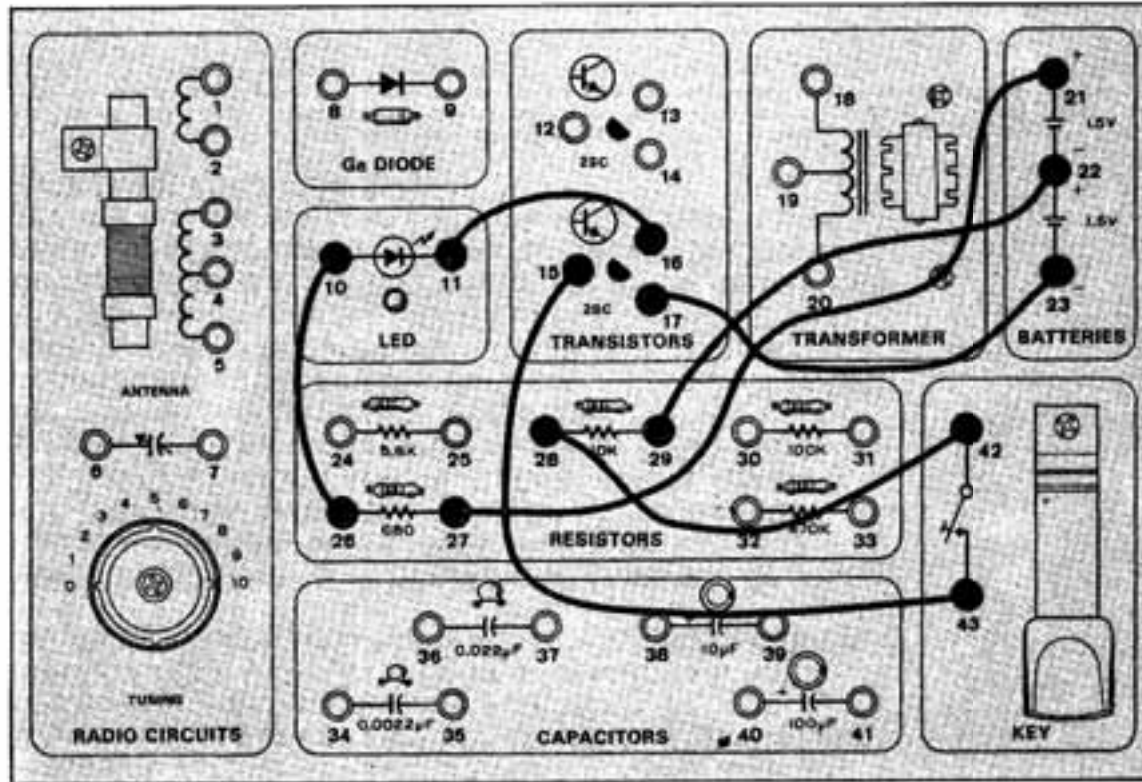 1
2
3
4
5
ANTENNA
6
7
0
1
2
3
4
5
6
7
8
9
10
TUNING
RADIO CIRCUITS
8
9
Ge DIODE
10
11
LED
12
13
14
2SC
15
16
17
2SC
TRANSISTORS
18
19
20
TRANSFORMER
+
21
1.5V
-
22
+
1.5V
23
-
BATTERIES
24
5.6K
25
28
10K
29
30
100K
31
26
680
27
RESISTORS
32
33
36
0.022µF
37
38
10µF
39
34
0.0022µF
35
CAPACITORS
40
+
100µF
41
42
43
KEY